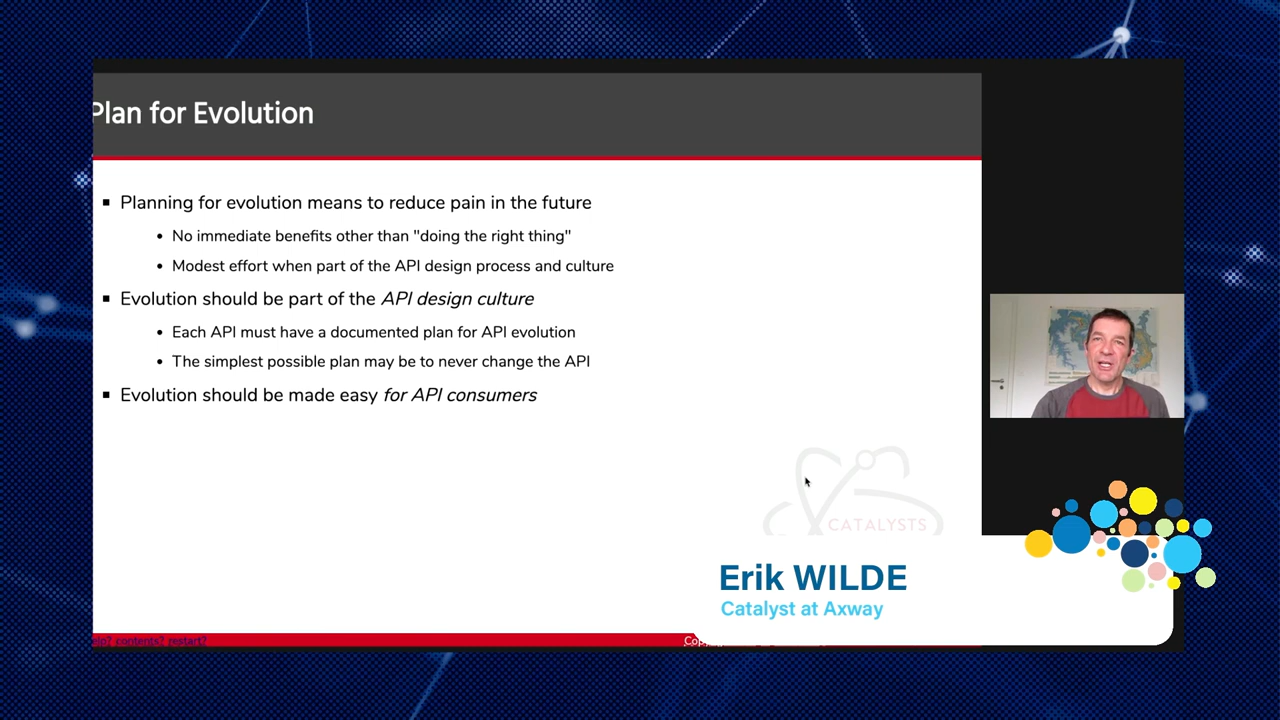 Plan for Evolution
Planning for evolution means to reduce pain in the future
No immediate benefits other than "doing the right thing"
Modest effort when part of the API design process and culture
Evolution should be part of the API design culture
Each API must have a documented plan for API evolution
The simplest possible plan may be to never change the API
Evolution should be made easy for API consumers
CATALYSTS
Erik WILDE
Catalyst at Axway
contents? restart?